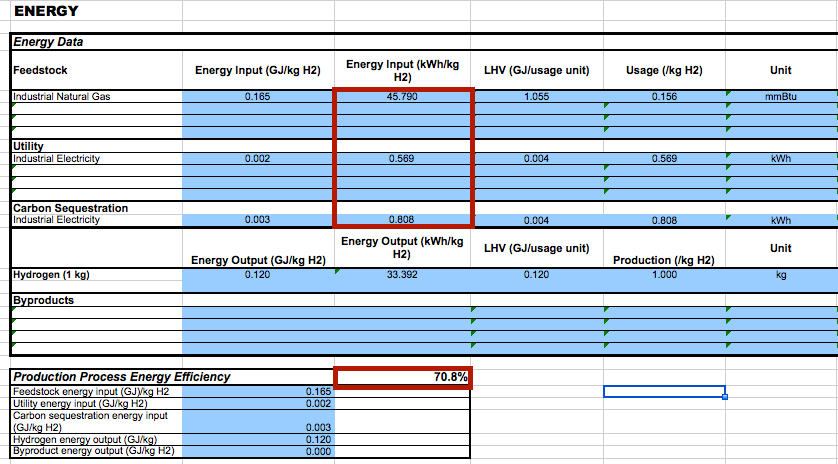 ENERGY
Energy Data
Feedstock Energy Input (GJ/kg H2) Energy Input (kWh/kg H2) LHV (GJ/usage unit) Usage (/kg H2) Unit
Industrial Natural Gas 0.165 45.790 1.055 0.156 mmBtu
Utility
Industrial Electricity 0.002 0.569 0.004 0.569 kWh
Carbon Sequestration
Industrial Electricity 0.003 0.808 0.004 0.808 kWh
Energy Output (GJ/kg H2) Energy Output (kWh/kg H2) LHV (GJ/usage unit) Production (/kg H2) Unit
Hydrogen (1 kg) 0.120 33.392 0.120 1.000 kg
Byproducts
Production Process Energy Efficiency 70.8%
Feedstock energy input (GJ)/kg H2 0.165
Utility energy input (GJ/kg H2) 0.002
Carbon sequestration energy input
(GJ/kg H2) 0.003
Hydrogen energy output (GJ/kg) 0.120
Byproduct energy output (GJ/kg H2) 0.000